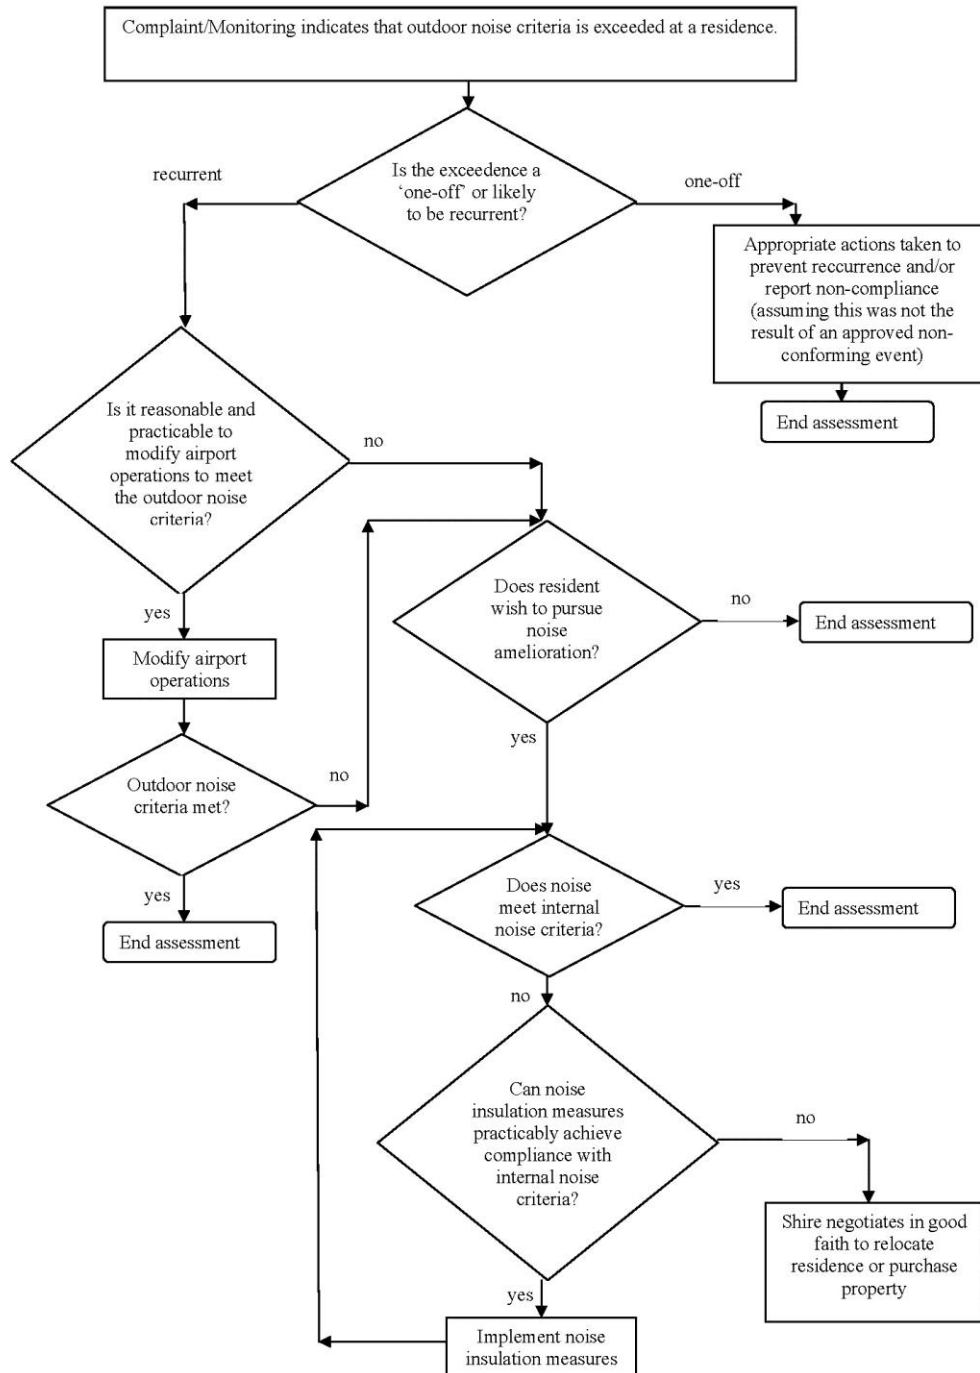 Complaint/Monitoring indicates that outdoor noise criteria is exceeded at a residence.
Is the exceedence a
‘one-off’ or likely
to be recurrent?
recurrent
one-off
Appropriate actions taken to
prevent reccurrence and/or
report non-compliance
(assuming this was not the
result of an approved non-
conforming event)
End assessment
Is it reasonable and
practicable to
modify airport
operations to meet
the outdoor noise
criteria?
no
yes
Modify airport
operations
Outdoor noise
criteria met?
no
yes
End assessment
Does resident
wish to pursue
noise
amelioration?
no
End assessment
yes
Does noise
meet internal
noise criteria?
yes
End assessment
no
Can noise
insulation measures
practicably achieve
compliance with
internal noise
criteria?
no
Shire negotiates in good
faith to relocate
residence or purchase
property
yes
Implement noise
insulation measures